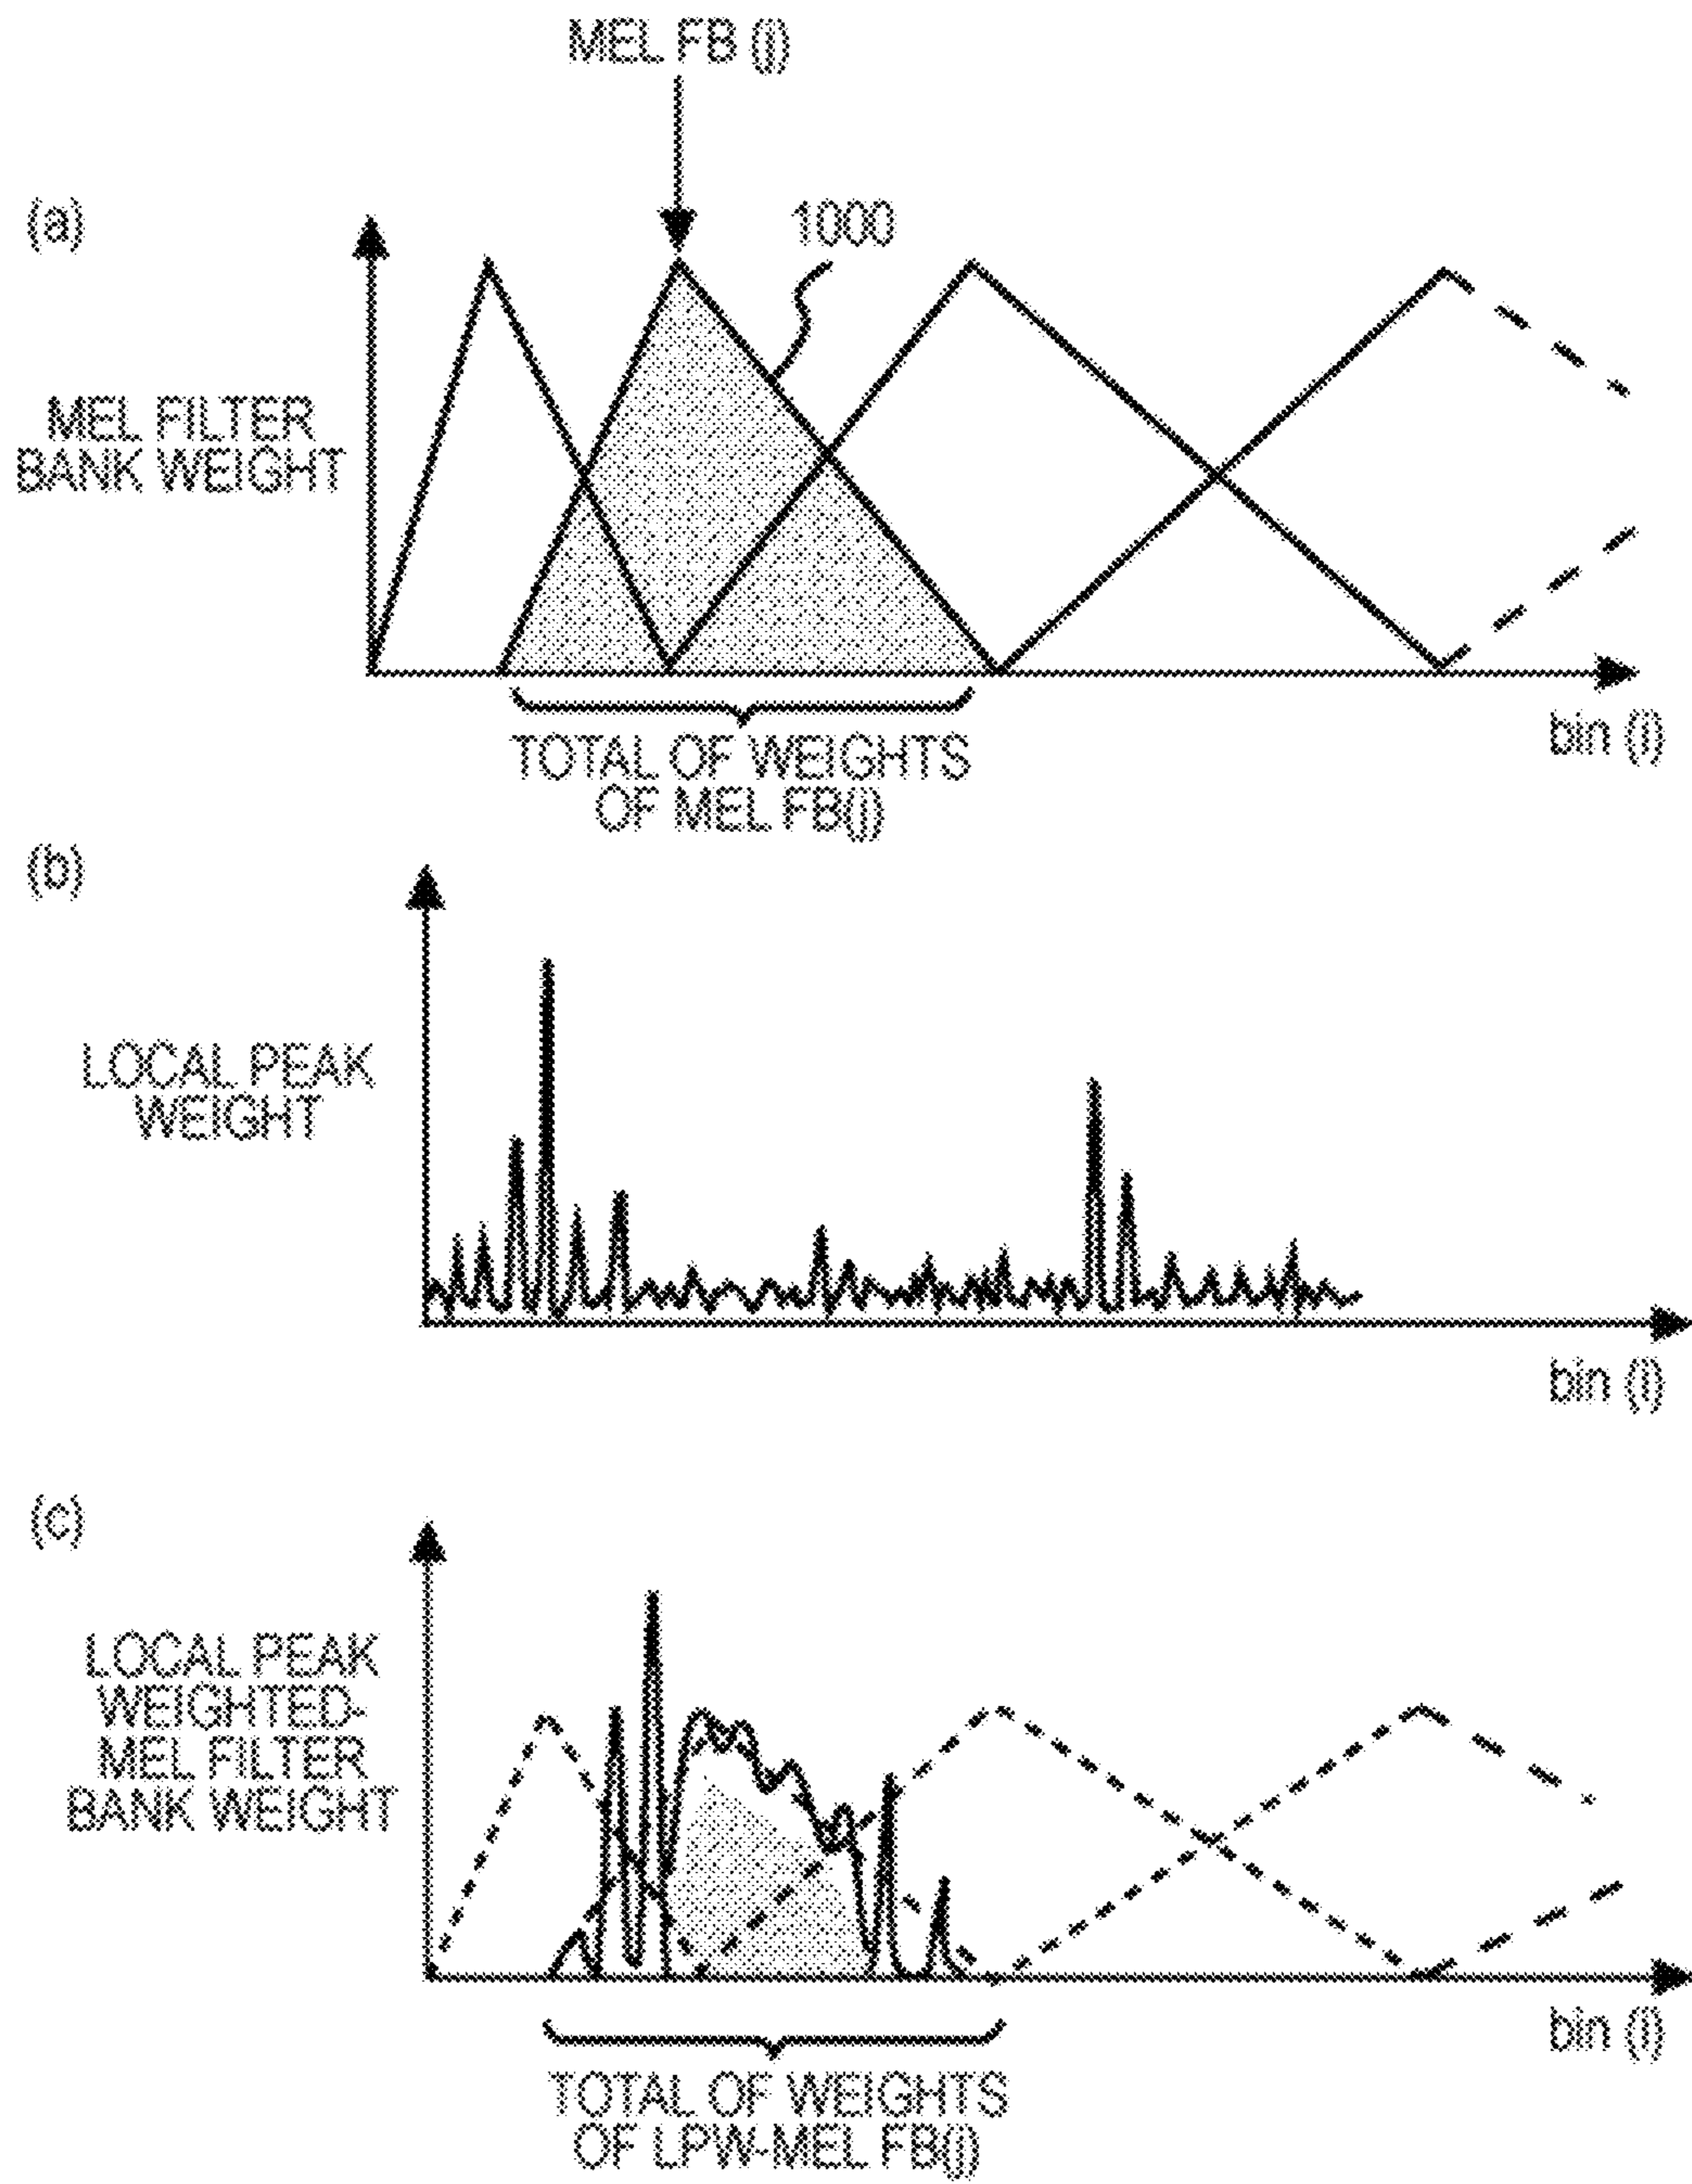 MEL FB (j)
(a)
1000
MEL FILTER
BANK WEIGHT
bin (i)
TOTAL OF WEIGHTS
OF MEL FB(j)
(b)
LOCAL PEAK
WEIGHT
bin (i)
(c)
LOCAL PEAK
WEIGHTED-
MEL FILTER
BANK WEIGHT
bin (i)
TOTAL OF WEIGHTS
OF LPW-MEL FB(j)